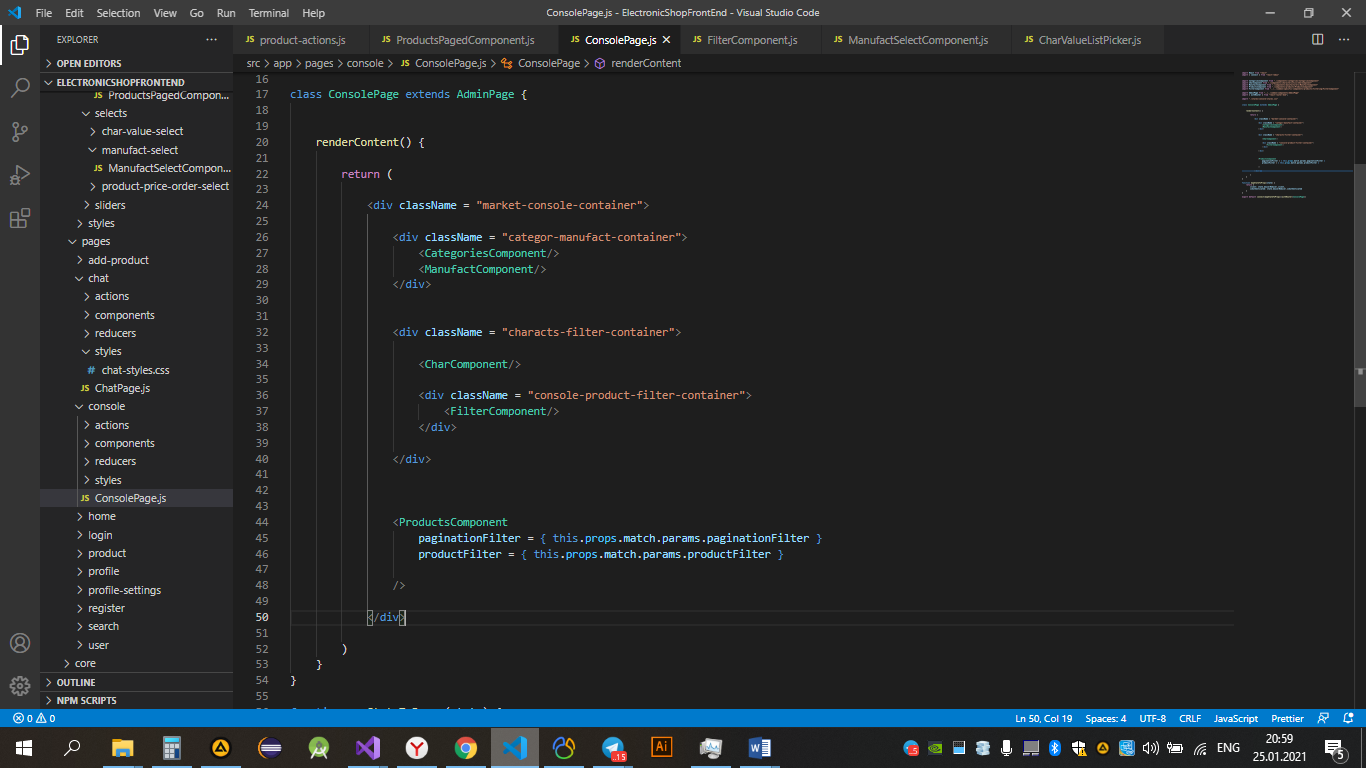 File Edit Selection View Go Run Terminal Help
ConsolePage.js - ElectronicShopFrontEnd - Visual Studio Code
EXPLORER
JS product-actions.js
JS ProductsPagedComponent.js
JS ConsolePage.js
JS FilterComponent.js
JS ManufactSelectComponent.js
JS CharValueListPicker.js
OPEN EDITORS
ELECTRONICSHOPFRONTEND
JS ProductsPagedCompon...
selects
char-value-select
manufact-select
JS ManufactSelectCompon...
product-price-order-select
sliders
styles
pages
add-product
chat
actions
components
reducers
styles
# chat-styles.css
JS ChatPage.js
console
actions
components
reducers
styles
JS ConsolePage.js
home
login
product
profile
profile-settings
register
search
user
core
OUTLINE
NPM SCRIPTS
src > app > pages > console > JS ConsolePage.js > ConsolePage > renderContent
16
17 class ConsolePage extends AdminPage {
18
19
20 renderContent() {
21
22 return (
23
24 <div className = "market-console-container">
25
26 <div className = "categor-manufact-container">
27 <CategoriesComponent/>
28 <ManufactComponent/>
29 </div>
30
31
32 <div className = "characts-filter-container">
33
34 <CharComponent/>
35
36 <div className = "console-product-filter-container">
37 <FilterComponent/>
38 </div>
39
40 </div>
41
42
43
44 <ProductsComponent
45 paginationFilter = { this.props.match.params.paginationFilter }
46 productFilter = { this.props.match.params.productFilter }
47
48 />
49
50 </div>
51
52 )
53 }
54 }
55
0 0
Ln 50, Col 19 Spaces: 4 UTF-8 CRLF JavaScript Prettier
Ai
..15
ENG
20:59
25.01.2021
5